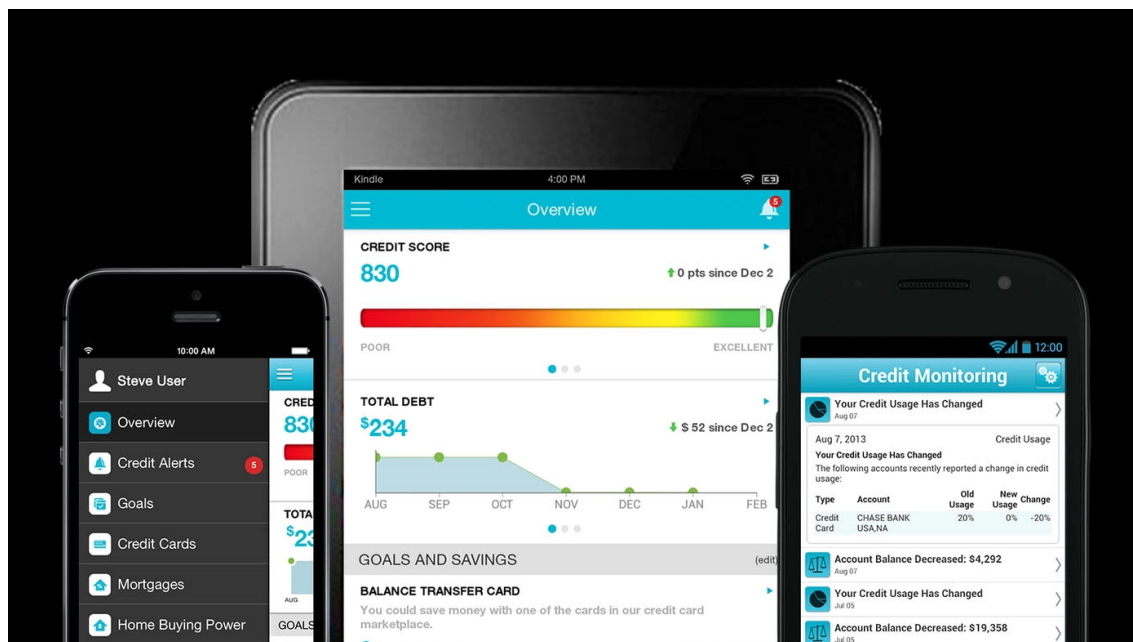 Kindle
4:00 PM
Overview
5
CREDIT SCORE
830
0 pts since Dec 2
POOR
EXCELLENT
TOTAL DEBT
$234
$ 52 since Dec 2
AUG SEP OCT NOV DEC JAN FEB
GOALS AND SAVINGS
(edit)
BALANCE TRANSFER CARD
You could save money with one of the cards in our credit card
marketplace.
10:00 AM
Steve User
Overview
Credit Alerts
5
Goals
Credit Cards
Mortgages
Home Buying Power
CRED
830
POOR
TOTA
$23
AUG
GOALS
12:00
Credit Monitoring
Your Credit Usage Has Changed
Aug 07
Aug 7, 2013
Credit Usage
Your Credit Usage Has Changed
The following accounts recently reported a change in credit
usage:
Type Account Old Usage New Usage Change
Credit Card CHASE BANK USA,NA 20% 0% -20%
Account Balance Decreased: $4,292
Aug 07
Your Credit Usage Has Changed
Jul 05
Account Balance Decreased: $19,358
Jul 05